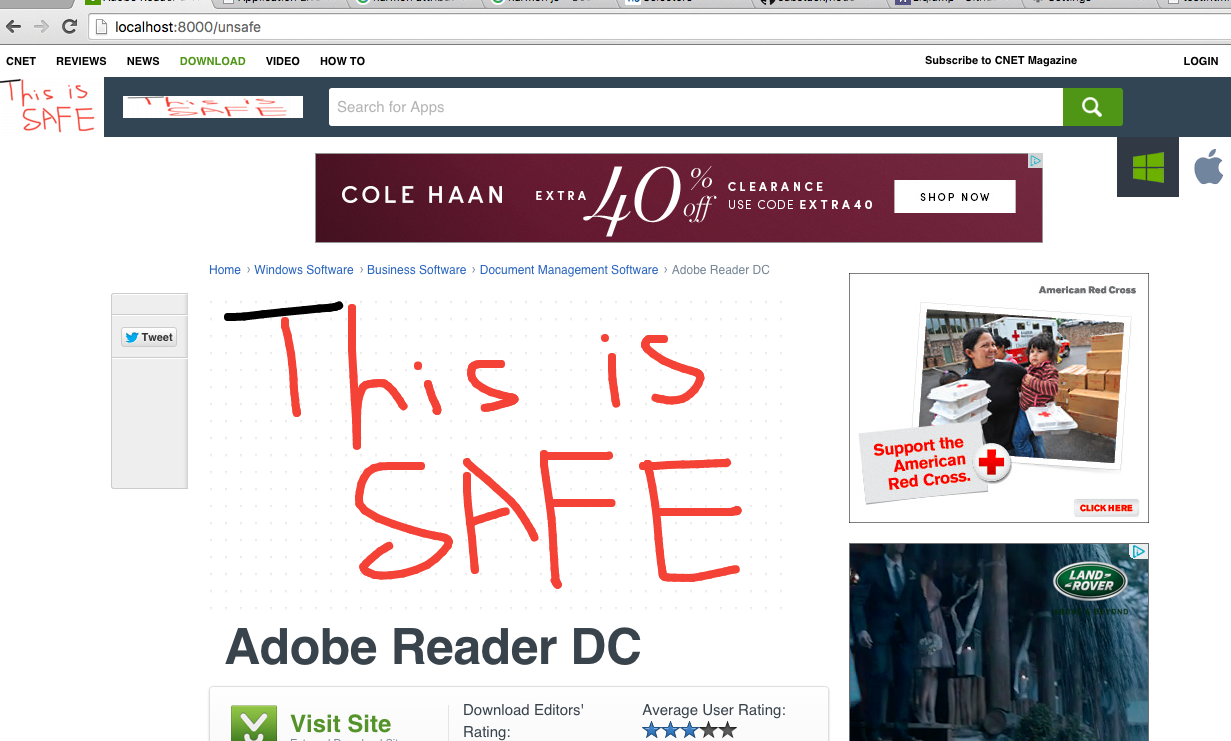 localhost:8000/unsafe
CNET REVIEWS NEWS DOWNLOAD VIDEO HOW TO Subscribe to CNET Magazine LOGIN
This is
SAFE
This is
SAFE
Search for Apps
COLE HAAN EXTRA 40% off CLEARANCE
USE CODE EXTRA40
SHOP NOW
Home › Windows Software › Business Software › Document Management Software › Adobe Reader DC
Tweet
This is
SAFE
American Red Cross
Support the
American
Red Cross.
CLICK HERE
LAND-
ROVER
Adobe Reader DC
Visit Site
Download Editors'
Rating:
Average User Rating: